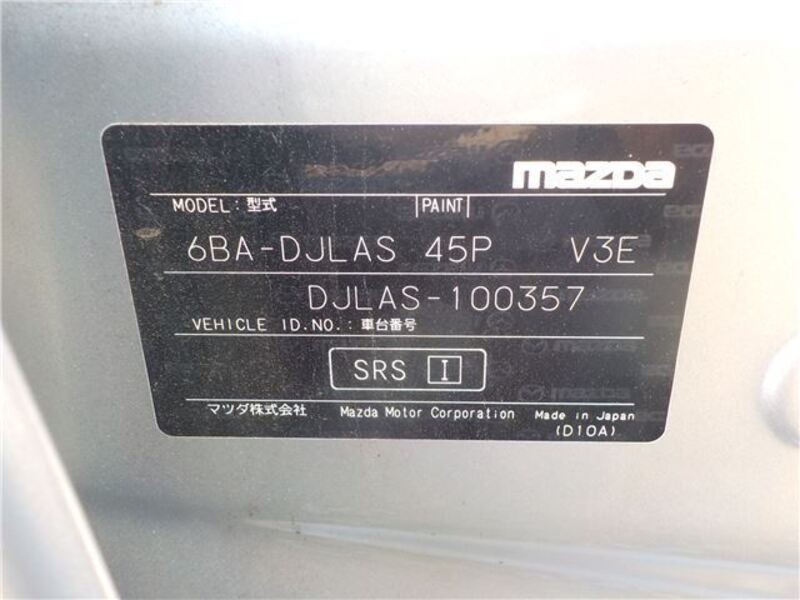 mazda
MODEL: 型式 PAINT
6BA-DJLAS 45P V3E
DJLAS-100357
VEHICLE ID.NO.: 車台番号
SRS I
マツダ株式会社 Mazda Motor Corporation Made in Japan
(D10A)